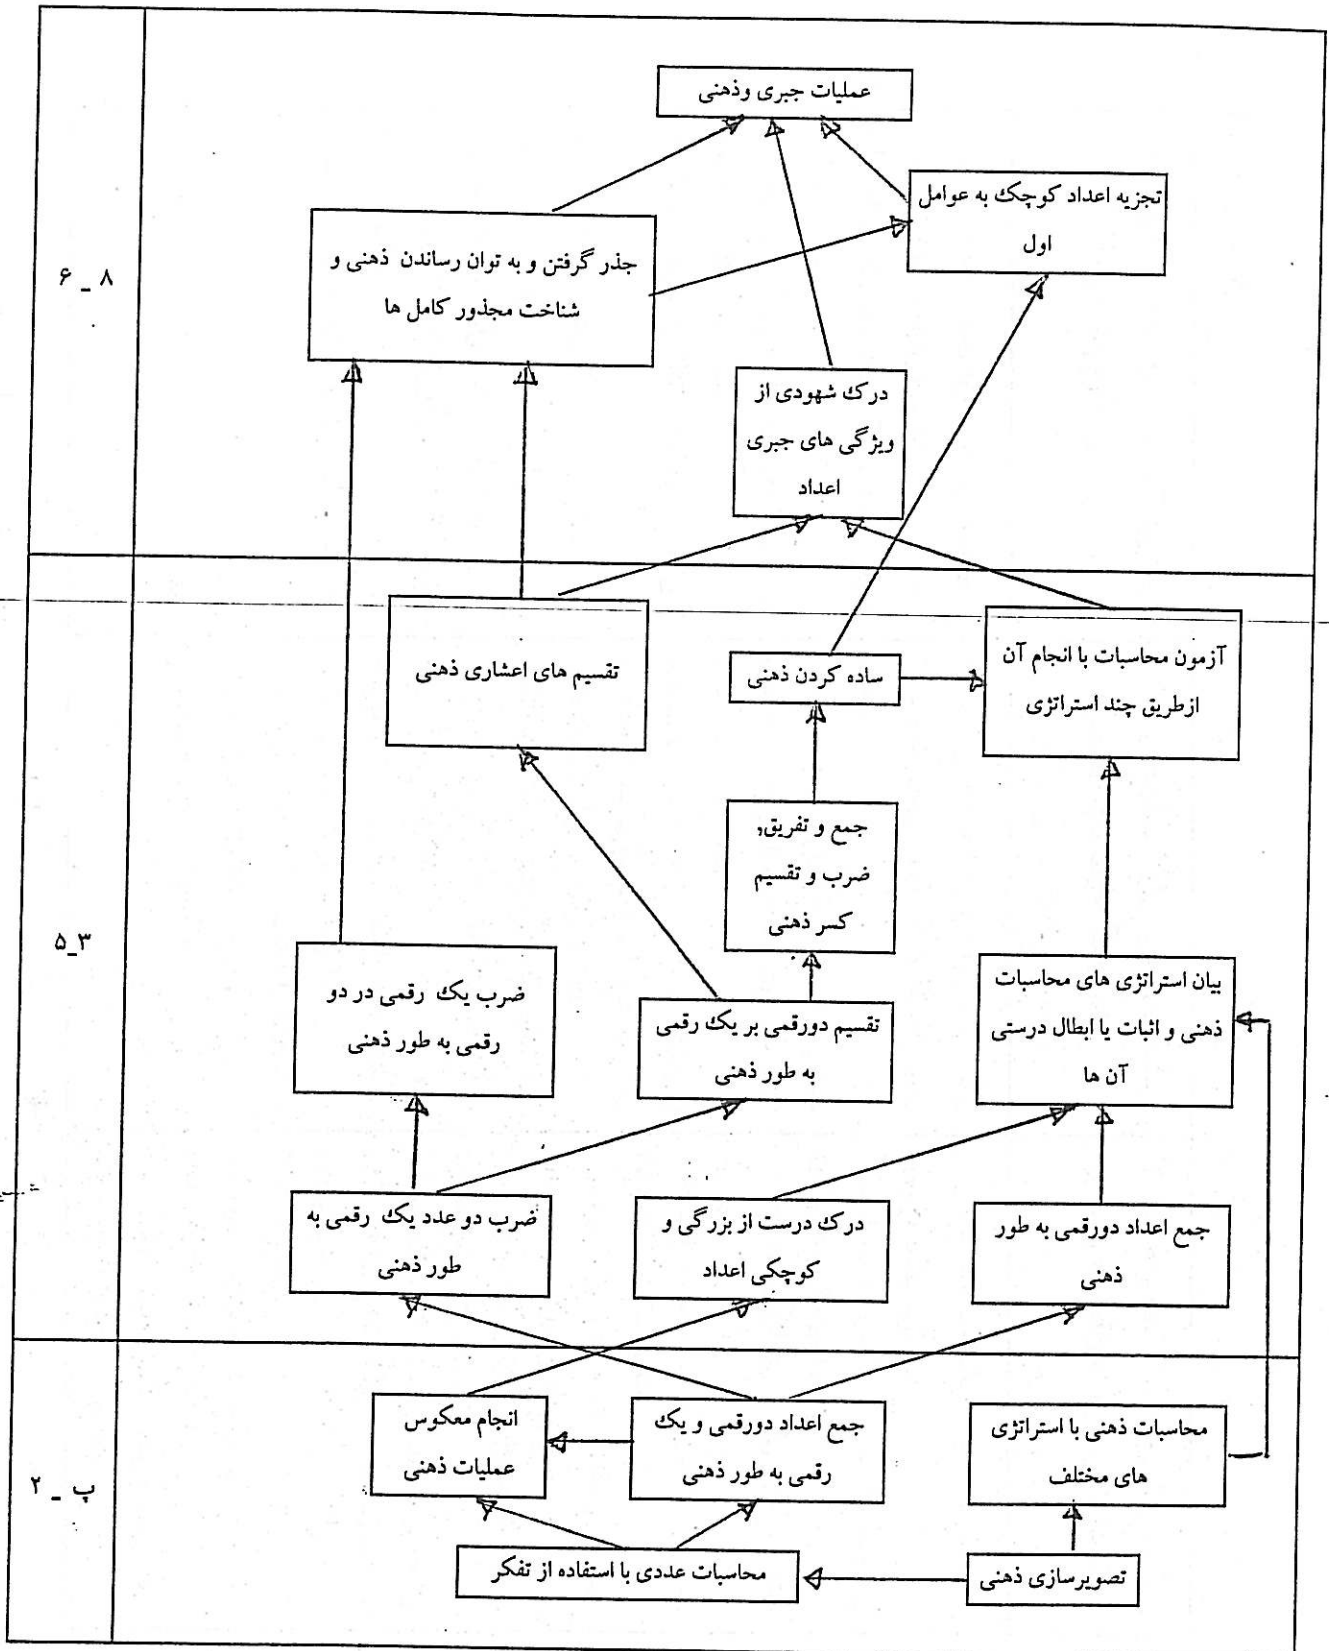 عملیات جبری وذهنی
تجزیه اعداد کوچک به عوامل
اول
جذر گرفتن و به توان رساندن ذهنی و
شناخت مجذور کامل ها
۶ _ ۸
درک شهودی از
ویژگی های جبری
اعداد
آزمون محاسبات با انجام آن
ازطریق چند استراتژی
ساده کردن ذهنی
تقسیم های اعشاری ذهنی
جمع و تفریق,
ضرب و تقسیم
کسر ذهنی
۵_۳
بیان استراتژی های محاسبات
ذهنی و اثبات یا ابطال درستی
آن ها
تقسیم دورقمی بر یک رقمی
به طور ذهنی
ضرب یک رقمی در دو
رقمی به طور ذهنی
جمع اعداد دورقمی به طور
ذهنی
درک درست از بزرگی و
کوچکی اعداد
ضرب دو عدد یک رقمی به
طور ذهنی
محاسبات ذهنی با استراتژی
های مختلف
جمع اعداد دورقمی و یک
رقمی به طور ذهنی
انجام معکوس
عملیات ذهنی
پ _ ۲
تصویرسازی ذهنی
محاسبات عددی با استفاده از تفکر